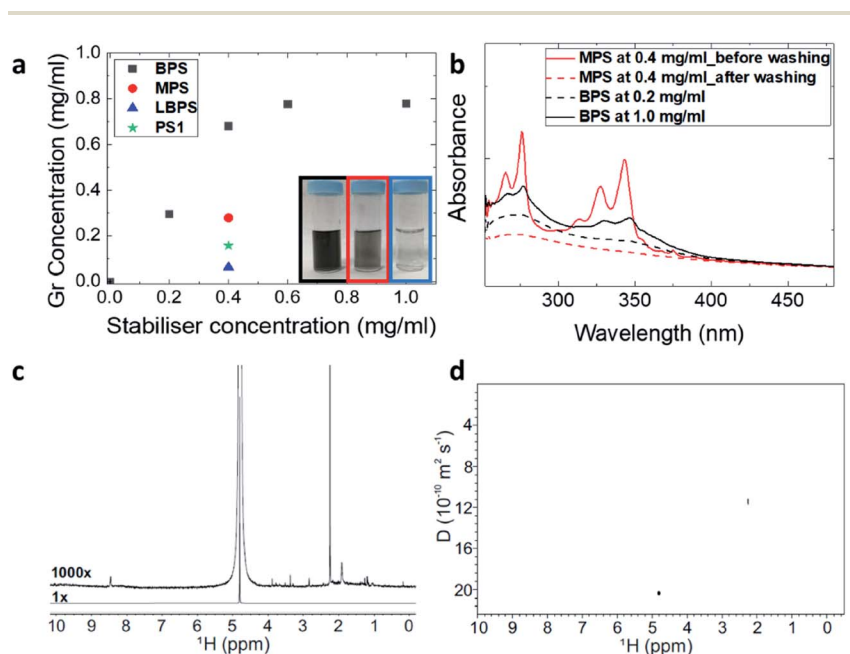 a
1.0
0.8
0.6
0.4
0.2
0.0
Gr Concentration (mg/ml)
BPS
MPS
LBPS
PS1
0.0 0.2 0.4 0.6 0.8 1.0
Stabiliser concentration (mg/ml)
b
Absorbance
MPS at 0.4 mg/ml_before washing
MPS at 0.4 mg/ml_after washing
BPS at 0.2 mg/ml
BPS at 1.0 mg/ml
300 350 400 450
Wavelength (nm)
c
1000x
1x
10 9 8 7 6 5 4 3 2 1 0
¹H (ppm)
d
D (10⁻¹⁰ m² s⁻¹)
4
8
12
16
20
10 9 8 7 6 5 4 3 2 1 0
¹H (ppm)